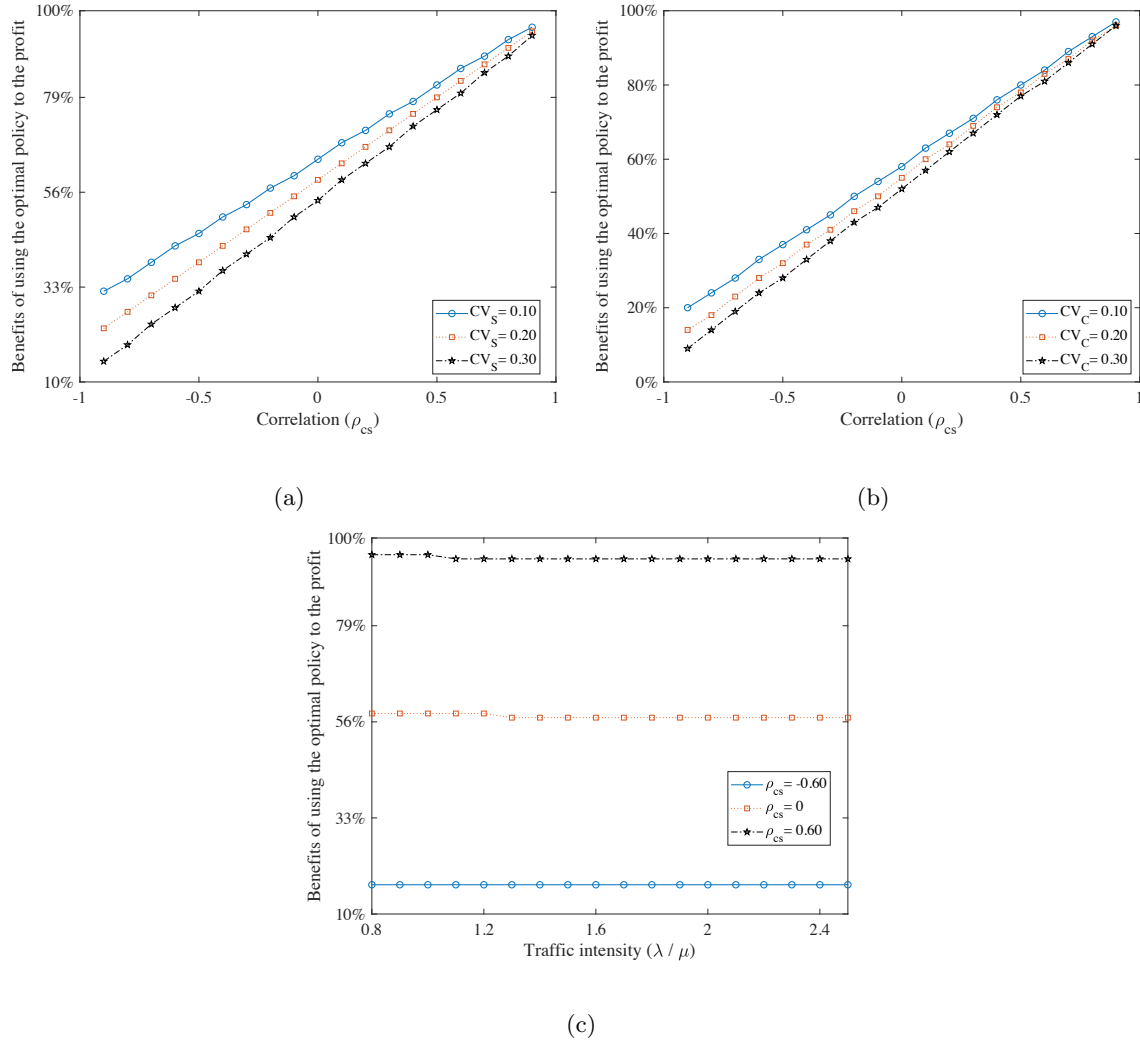 Benefits of using the optimal policy to the profit
100%
79%
56%
33%
10%
-1
-0.5
0
0.5
1
Correlation (ρcs)
CVS= 0.10
CVS= 0.20
CVS= 0.30
(a)
Benefits of using the optimal policy to the profit
100%
80%
60%
40%
20%
0%
-1
-0.5
0
0.5
1
Correlation (ρcs)
CVC= 0.10
CVC= 0.20
CVC= 0.30
(b)
Benefits of using the optimal policy to the profit
100%
79%
56%
33%
10%
0.8
1.2
1.6
2
2.4
Traffic intensity (λ / μ)
ρcs= -0.60
ρcs= 0
ρcs= 0.60
(c)